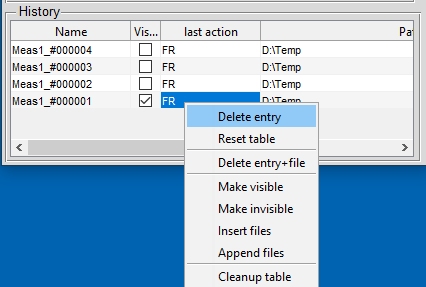 History
Name Vis... last action Pat
Meas1_#000004 FR D:\Temp
Meas1_#000003 FR D:\Temp
Meas1_#000002 FR D:\Temp
Meas1_#000001 FR D:\Temp
Delete entry
Reset table
Delete entry+file
Make visible
Make invisible
Insert files
Append files
Cleanup table